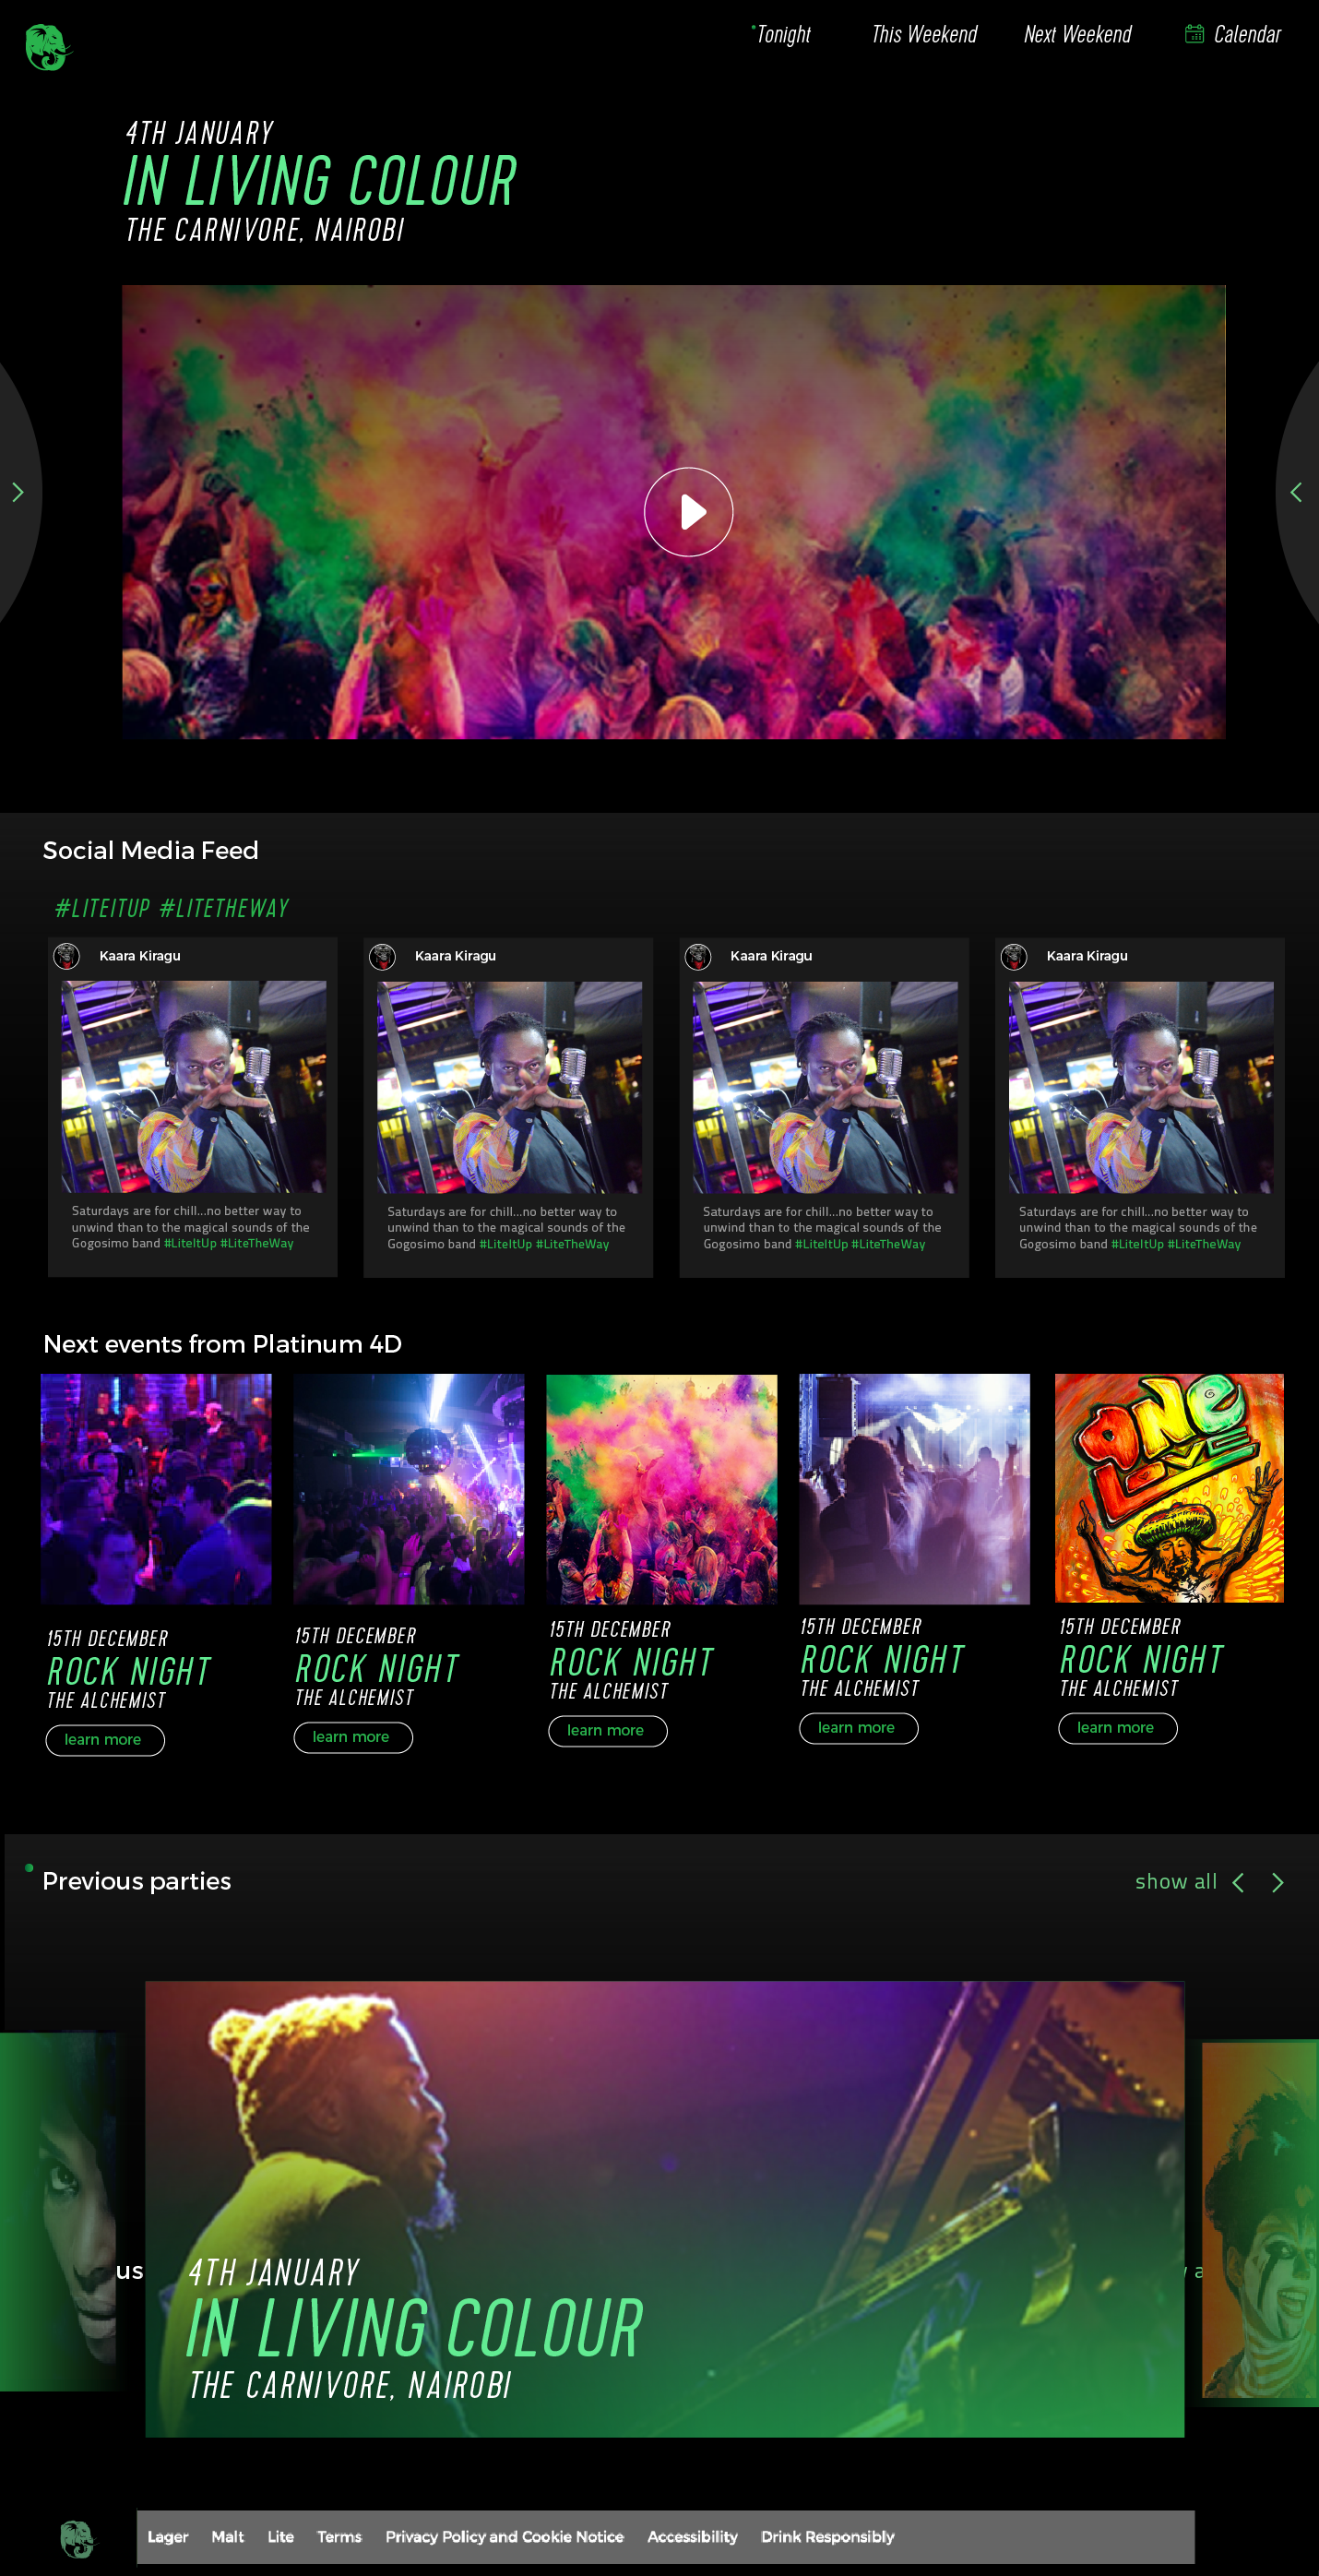 Tonight This Weekend Next Weekend Calendar
4TH JANUARY
IN LIVING COLOUR
THE CARNIVORE, NAIROBI
Social Media Feed
#LITEITUP #LITETHEWAY
Kaara Kiragu
Saturdays are for chill...no better way to
unwind than to the magical sounds of the
Gogosimo band #LiteItUp #LiteTheWay
Kaara Kiragu
Saturdays are for chill...no better way to
unwind than to the magical sounds of the
Gogosimo band #LiteItUp #LiteTheWay
Kaara Kiragu
Saturdays are for chill...no better way to
unwind than to the magical sounds of the
Gogosimo band #LiteItUp #LiteTheWay
Kaara Kiragu
Saturdays are for chill...no better way to
unwind than to the magical sounds of the
Gogosimo band #LiteItUp #LiteTheWay
Next events from Platinum 4D
15TH DECEMBER
ROCK NIGHT
THE ALCHEMIST
learn more
15TH DECEMBER
ROCK NIGHT
THE ALCHEMIST
learn more
15TH DECEMBER
ROCK NIGHT
THE ALCHEMIST
learn more
15TH DECEMBER
ROCK NIGHT
THE ALCHEMIST
learn more
ONE
LOVE
15TH DECEMBER
ROCK NIGHT
THE ALCHEMIST
learn more
Previous parties
show all
us
4TH JANUARY
IN LIVING COLOUR
THE CARNIVORE, NAIROBI
Lager Malt Lite Terms Privacy Policy and Cookie Notice Accessibility Drink Responsibly